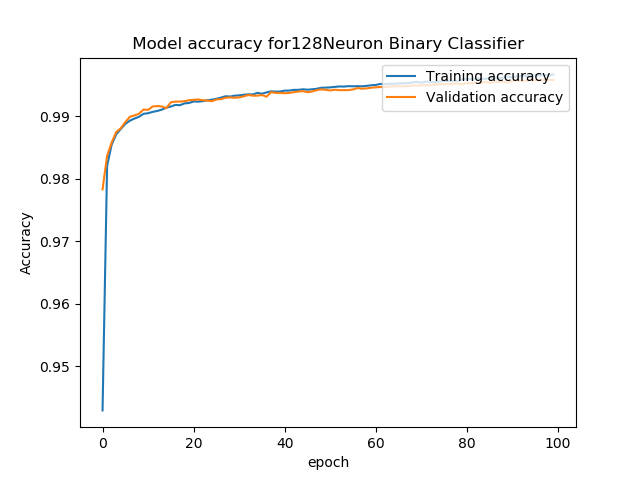 Model accuracy for128Neuron Binary Classifier
Training accuracy
Validation accuracy
0.99
0.98
0.97
0.96
0.95
Accuracy
0 20 40 60 80 100
epoch